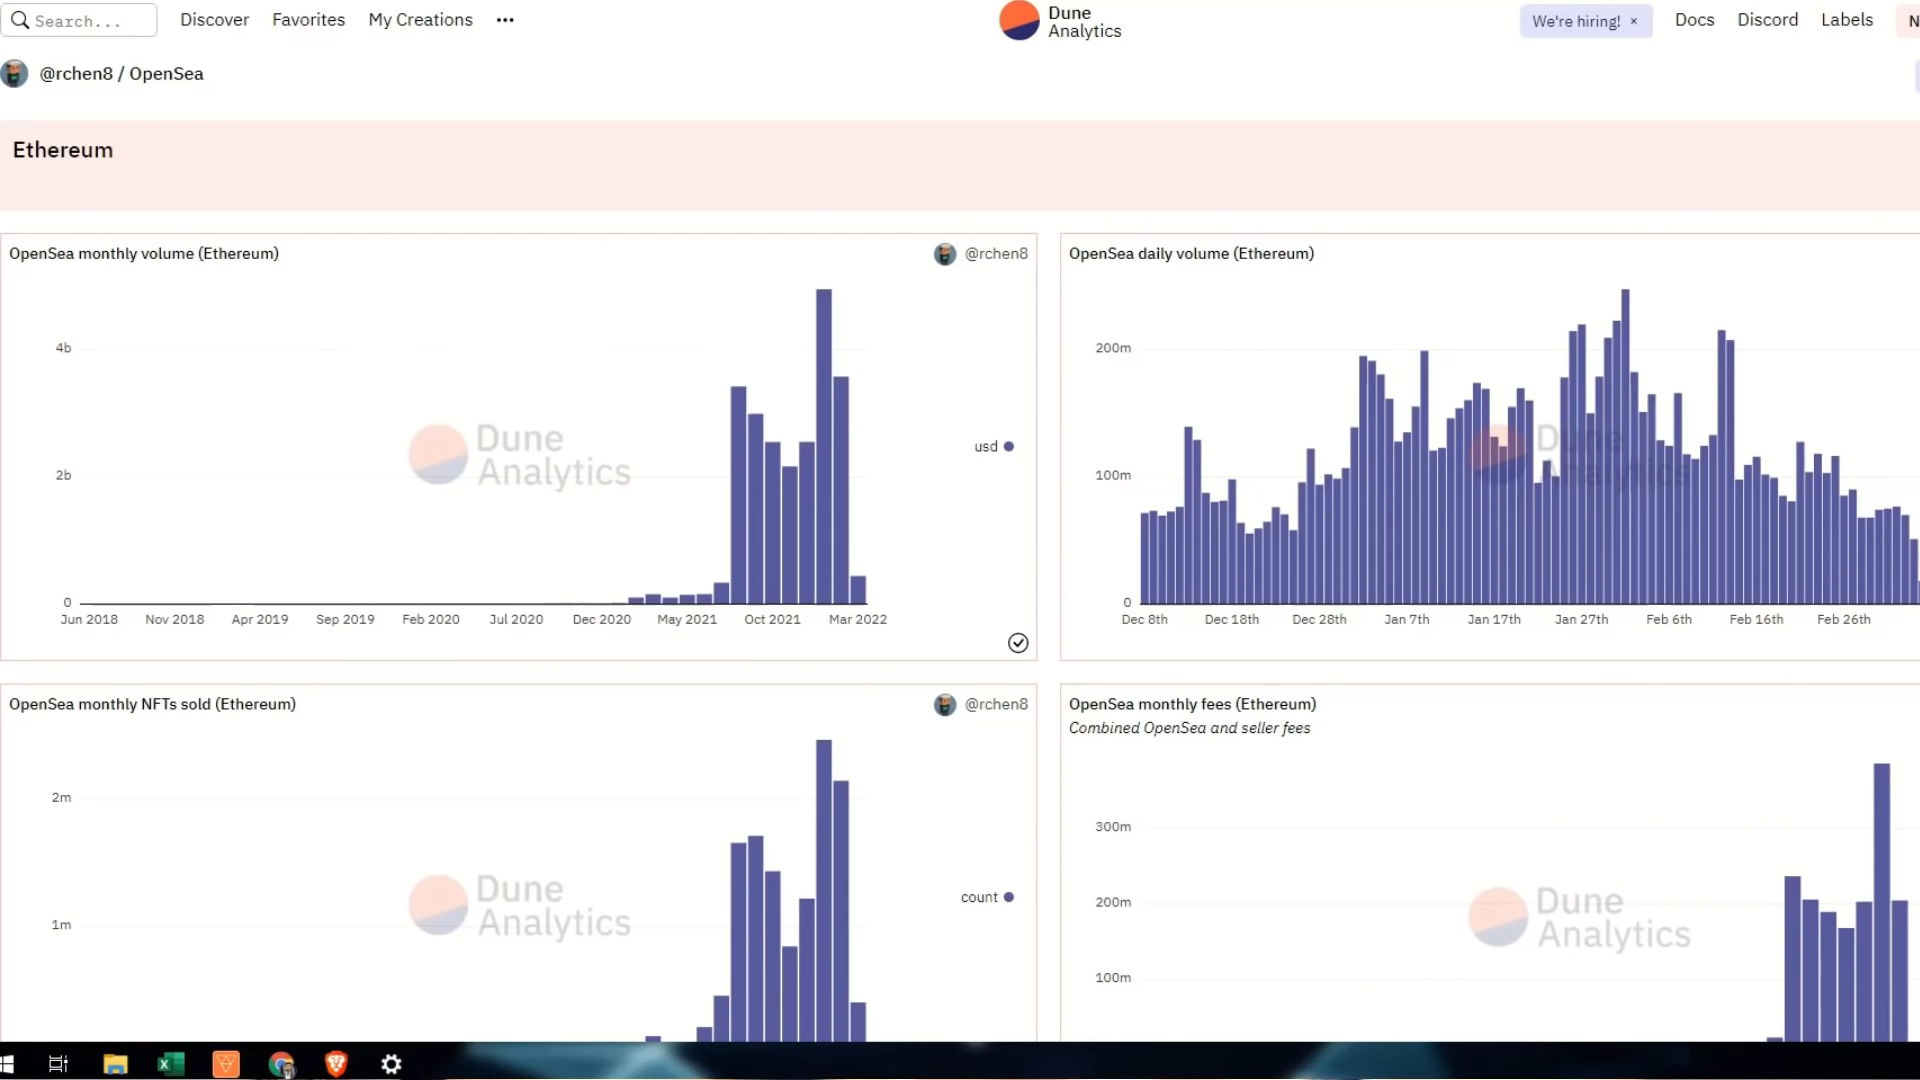 Search...
Discover
Favorites
My Creations
Dune
Analytics
We're hiring! ×
Docs
Discord
Labels
N
@rchen8 / OpenSea
Ethereum
OpenSea monthly volume (Ethereum)
@rchen8
4b
2b
0
Dune
Analytics
usd
Jun 2018
Nov 2018
Apr 2019
Sep 2019
Feb 2020
Jul 2020
Dec 2020
May 2021
Oct 2021
Mar 2022
OpenSea daily volume (Ethereum)
200m
100m
0
Dune
Analytics
Dec 8th
Dec 18th
Dec 28th
Jan 7th
Jan 17th
Jan 27th
Feb 6th
Feb 16th
Feb 26th
OpenSea monthly NFTs sold (Ethereum)
@rchen8
2m
1m
Dune
Analytics
count
OpenSea monthly fees (Ethereum)
Combined OpenSea and seller fees
300m
200m
100m
Dune
Analytics